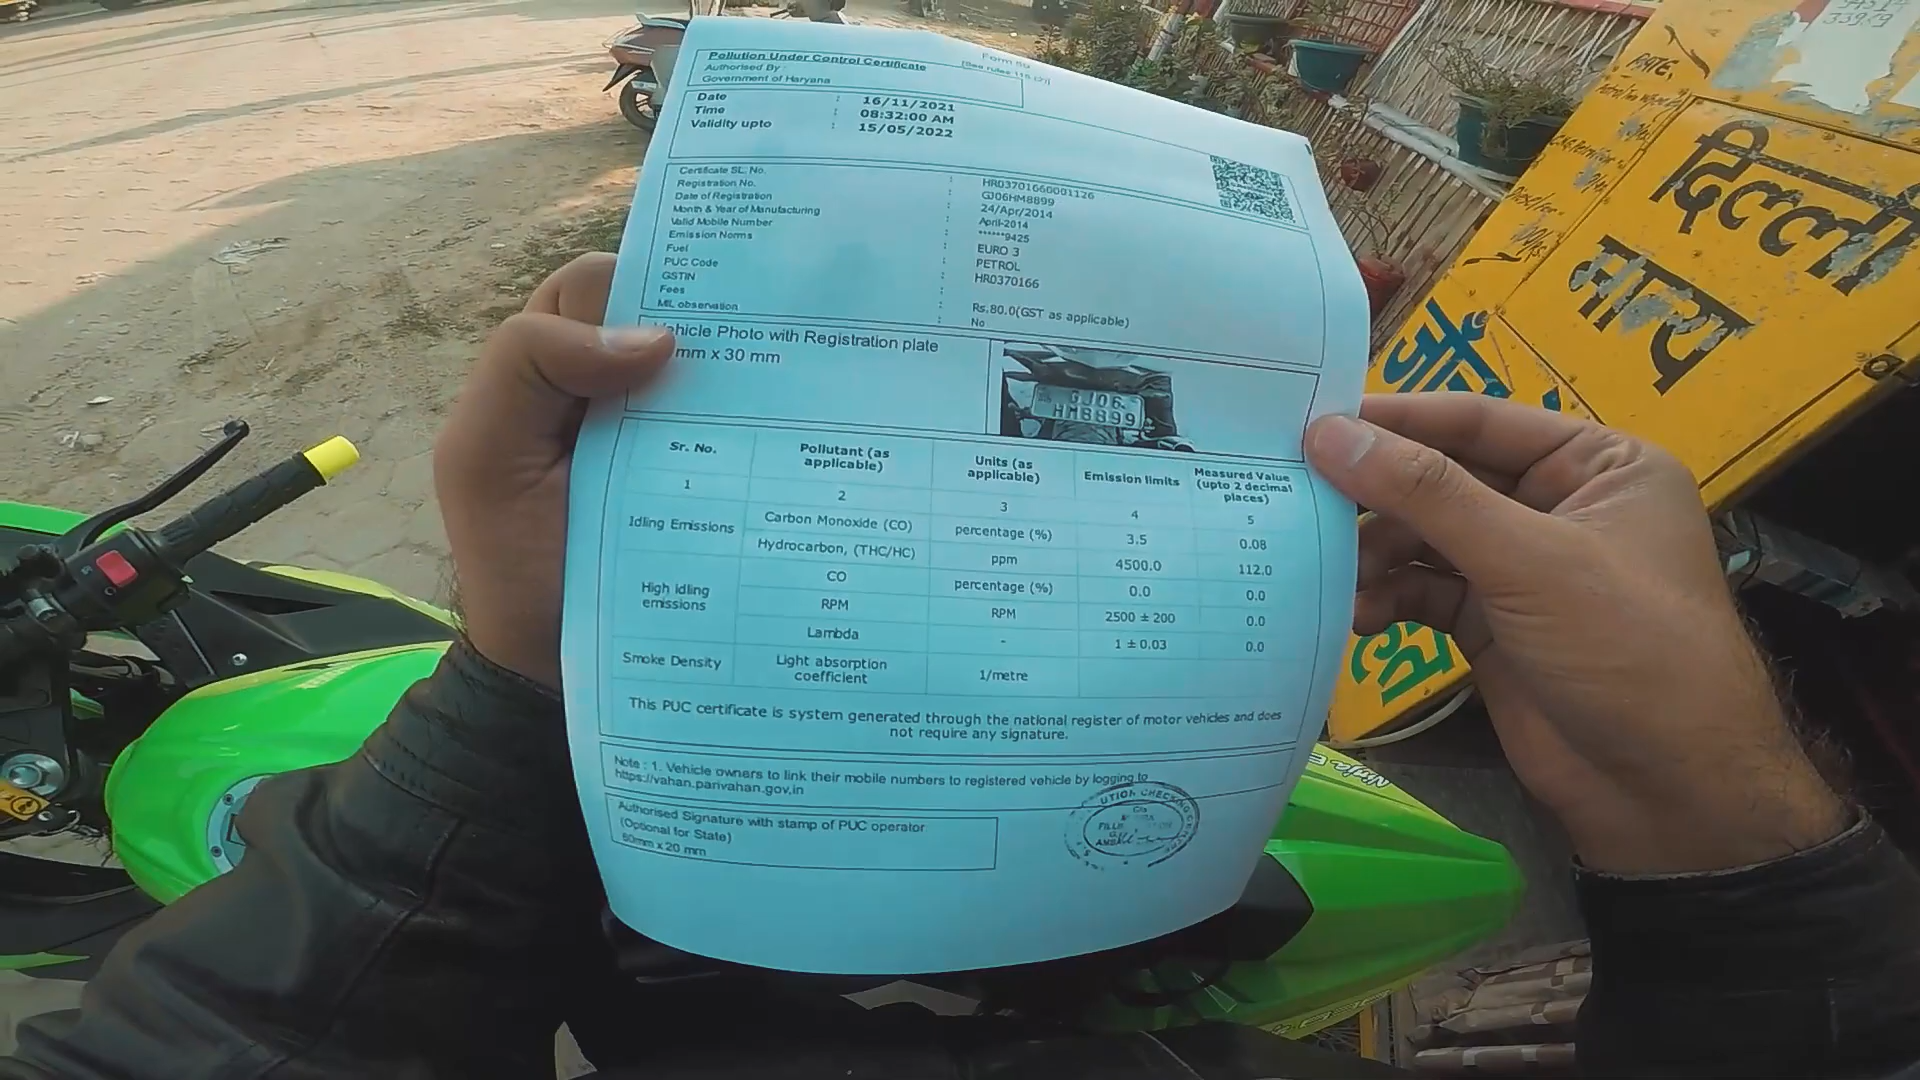 Pollution Under Control Certificate
Authorised By :
Government of Haryana
Form 59
[See rules 115 (2)]
Date : 16/11/2021
Time : 08:32:00 AM
Validity upto : 15/05/2022
Certificate SL. No. : HR03701660001126
Registration No. : GJ06HM8899
Date of Registration : 24/Apr/2014
Month & Year of Manufacturing : April-2014
Valid Mobile Number : ******9425
Emission Norms : EURO 3
Fuel : PETROL
PUC Code : HR0370166
GSTIN :
Fees : Rs.80.0(GST as applicable)
MIL observation : No
Vehicle Photo with Registration plate
mm x 30 mm
GJ06
HM8899
Sr. No. Pollutant (as applicable) Units (as applicable) Emission limits Measured Value (upto 2 decimal places)
1 2 3 4 5
Idling Emissions Carbon Monoxide (CO) percentage (%) 3.5 0.08
Hydrocarbon, (THC/HC) ppm 4500.0 112.0
High idling emissions CO percentage (%) 0.0 0.0
RPM RPM 2500 ± 200 0.0
Lambda - 1 ± 0.03 0.0
Smoke Density Light absorption coefficient 1/metre
This PUC certificate is system generated through the national register of motor vehicles and does
not require any signature.
Note : 1. Vehicle owners to link their mobile numbers to registered vehicle by logging to
https://vahan.parivahan.gov.in
Authorised Signature with stamp of PUC operator
(Optional for State)
60mm x 20 mm
UTION CHECKING
दिल्ली
मान्य
RATE,
Ninja